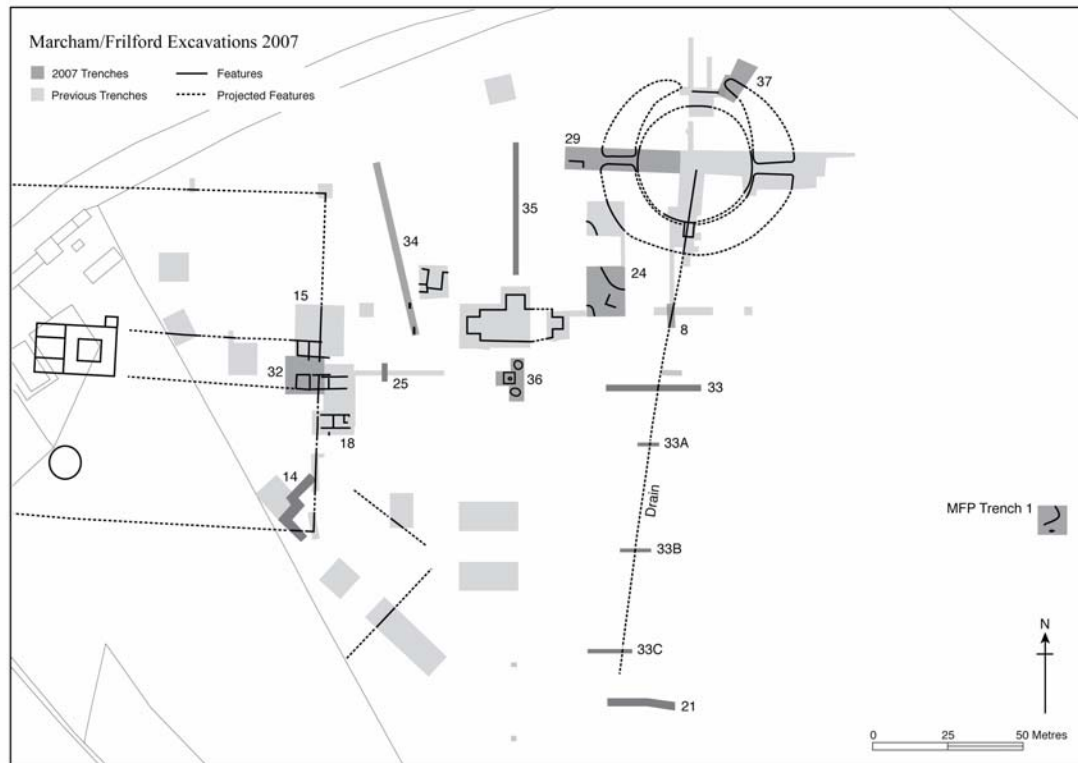 Marcham/Frilford Excavations 2007
2007 Trenches
Features
Previous Trenches
Projected Features
37
29
35
34
24
15
8
32
25
36
33
18
33A
14
Drain
MFP Trench 1
33B
N
33C
21
0 25 50 Metres